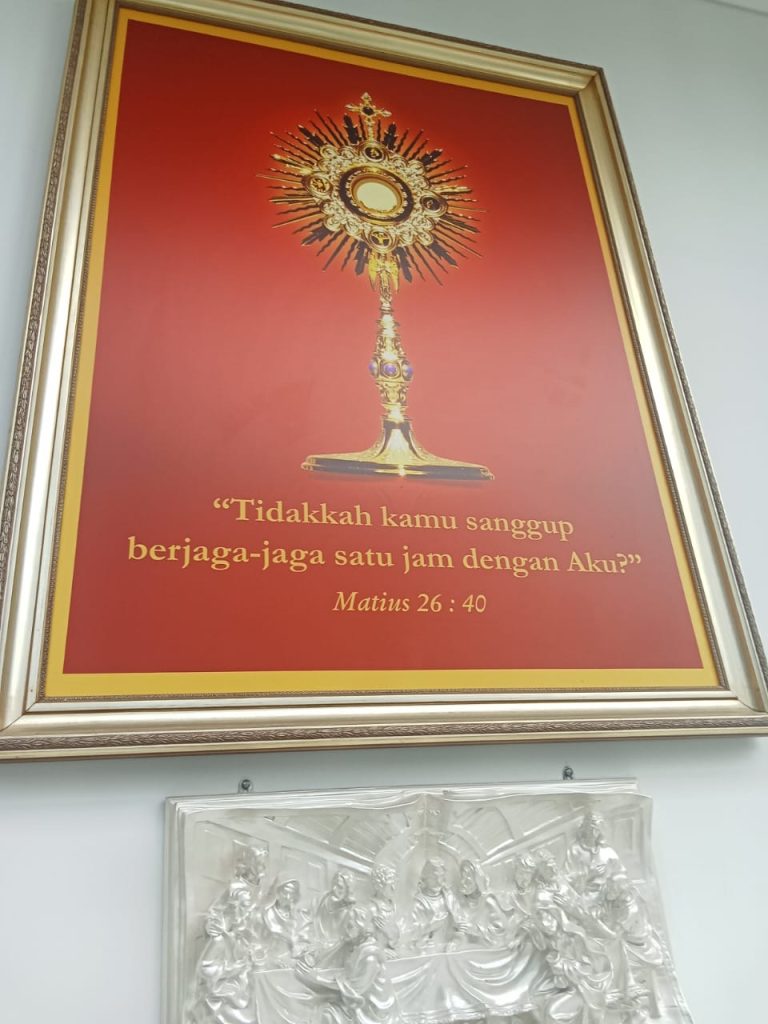 “Tidakkah kamu sanggup
berjaga-jaga satu jam dengan Aku?”
Matius 26 : 40